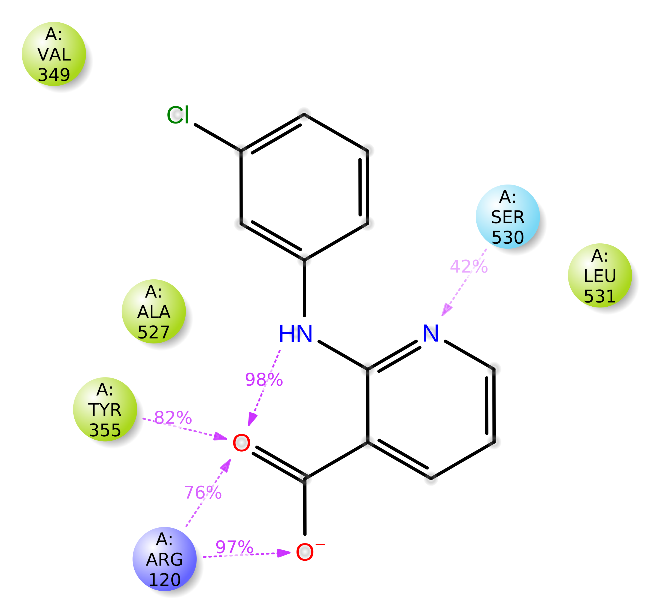 A:
VAL
349
Cl
A:
SER
530
42%
A:
LEU
531
A:
ALA
527
HN
N
98%
A:
TYR
355
82%
O
76%
A:
ARG
120
97%
O−